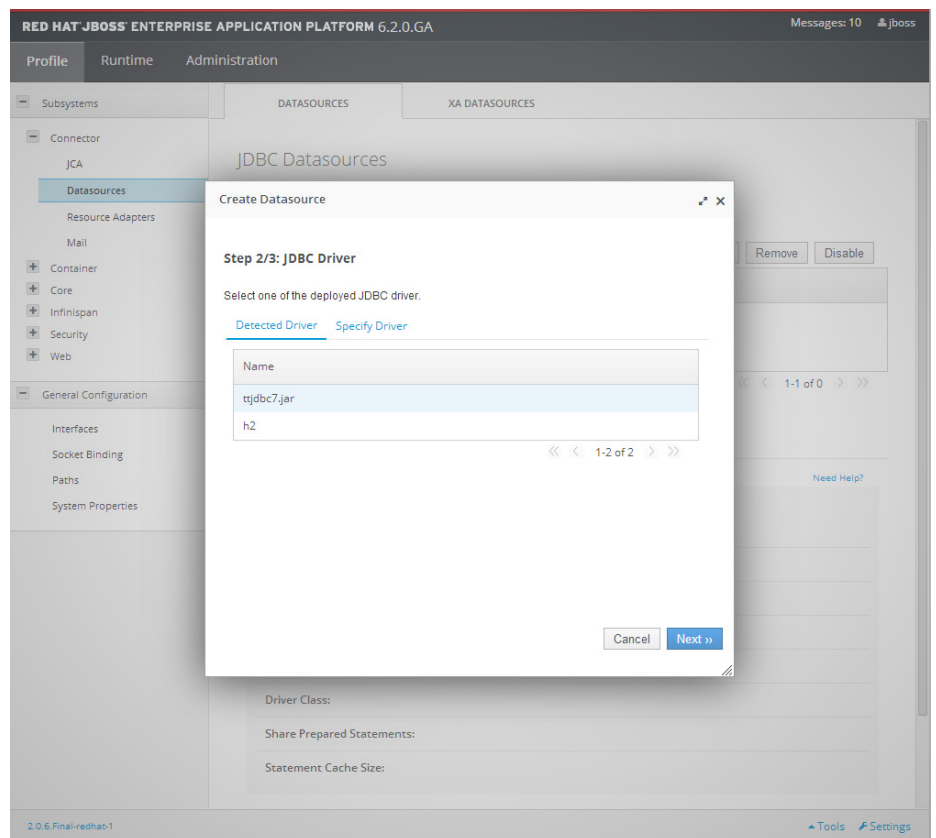 RED HAT JBOSS ENTERPRISE APPLICATION PLATFORM 6.2.0.GA
Messages: 10 jboss
Profile Runtime Administration
Subsystems
Connector
JCA
Datasources
Resource Adapters
Mail
Container
Core
Infinispan
Security
Web
General Configuration
Interfaces
Socket Binding
Paths
System Properties
DATASOURCES XA DATASOURCES
JDBC Datasources
Remove Disable
1-1 of 0
Need Help?
Create Datasource
Step 2/3: JDBC Driver
Select one of the deployed JDBC driver.
Detected Driver Specify Driver
Name
ttjdbc7.jar
h2
1-2 of 2
Cancel Next ››
Driver Class:
Share Prepared Statements:
Statement Cache Size:
2.0.6.Final-redhat-1
Tools Settings